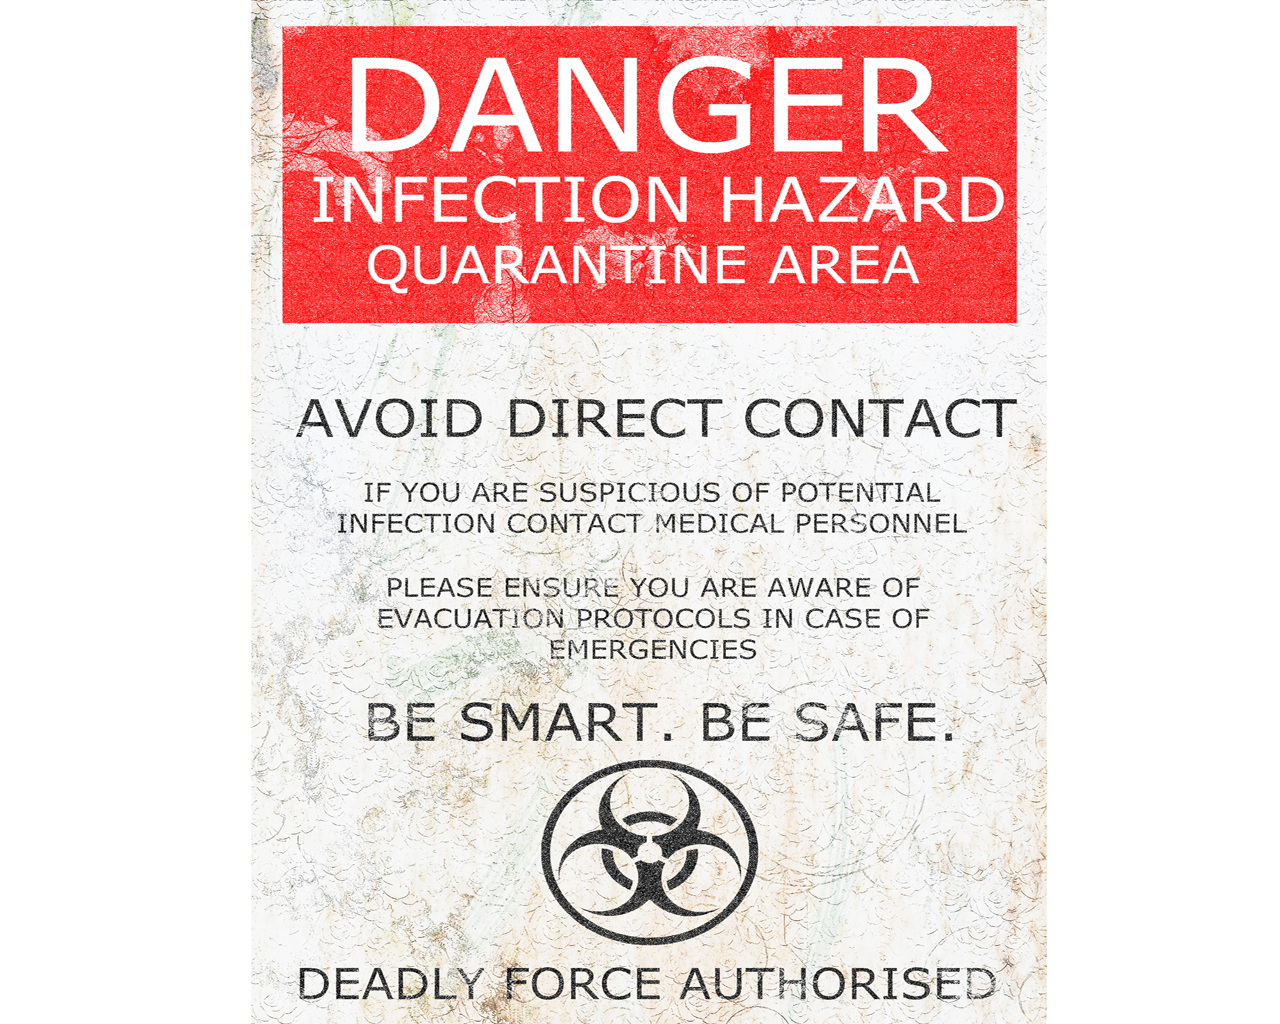 DANGER
INFECTION HAZARD
QUARANTINE AREA
AVOID DIRECT CONTACT
IF YOU ARE SUSPICIOUS OF POTENTIAL
INFECTION CONTACT MEDICAL PERSONNEL
PLEASE ENSURE YOU ARE AWARE OF
EVACUATION PROTOCOLS IN CASE OF
EMERGENCIES
BE SMART. BE SAFE.
DEADLY FORCE AUTHORISED